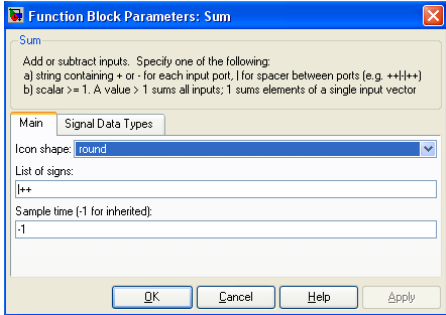 Function Block Parameters: Sum
Sum
Add or subtract inputs. Specify one of the following:
a) string containing + or - for each input port, | for spacer between ports (e.g. ++|-|++)
b) scalar >= 1. A value > 1 sums all inputs; 1 sums elements of a single input vector
Main Signal Data Types
Icon shape: round
List of signs:
|++
Sample time (-1 for inherited):
-1
OK Cancel Help Apply